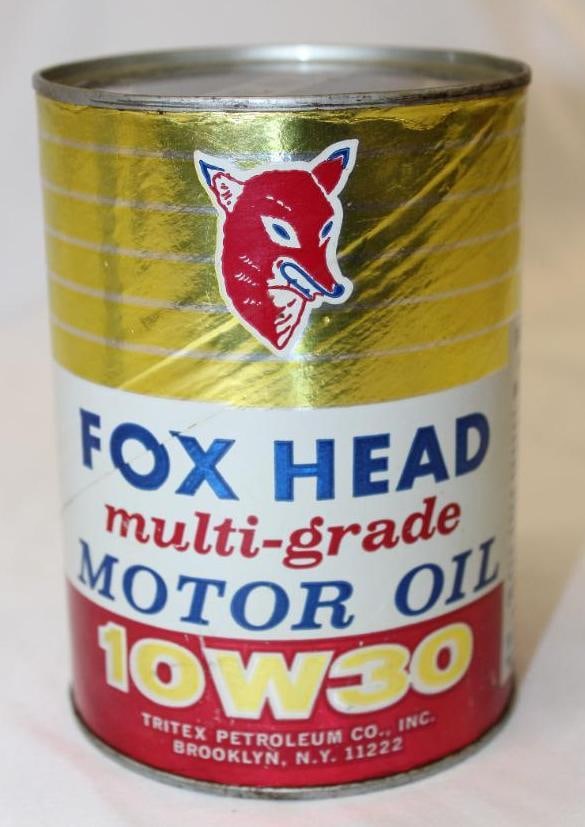 FOX HEAD
multi-grade
MOTOR OIL
10W30
TRITEX PETROLEUM CO., INC.
BROOKLYN, N.Y. 11222